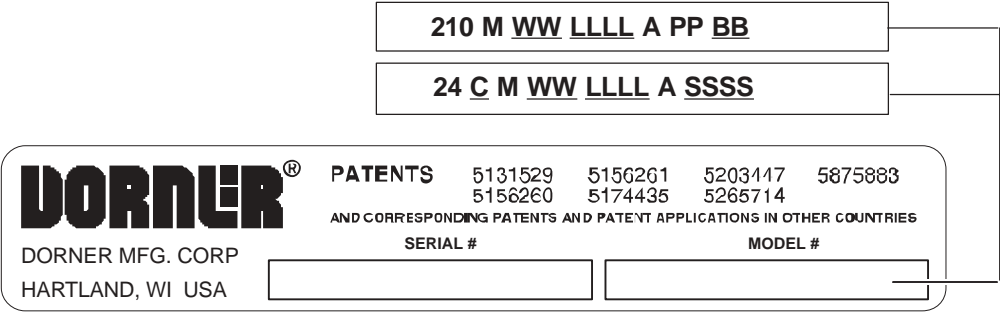 210 M WW LLLL A PP BB
24 C M WW LLLL A SSSS
DORNER®
PATENTS 5131529 5156261 5203447 5875883
5156260 5174435 5265714
AND CORRESPONDING PATENTS AND PATENT APPLICATIONS IN OTHER COUNTRIES
SERIAL # MODEL #
DORNER MFG. CORP
HARTLAND, WI USA